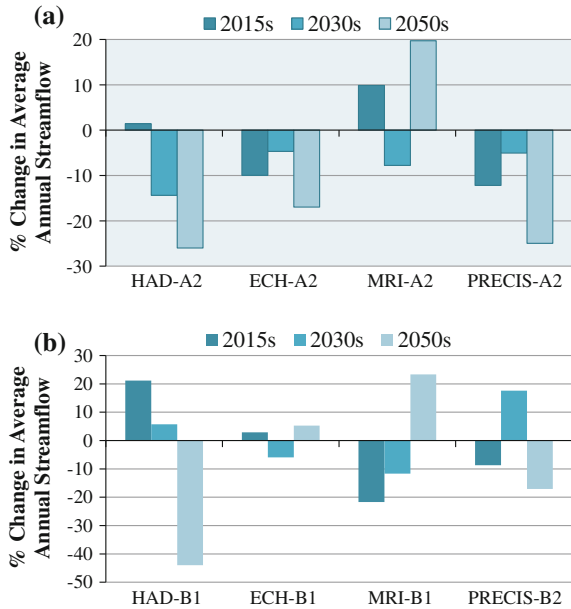 (a)
2015s 2030s 2050s
% Change in Average
Annual Streamflow
20
10
0
-10
-20
-30
HAD-A2 ECH-A2 MRI-A2 PRECIS-A2
(b)
2015s 2030s 2050s
% Change in Average
Annual Streamflow
30
20
10
0
-10
-20
-30
-40
-50
HAD-B1 ECH-B1 MRI-B1 PRECIS-B2